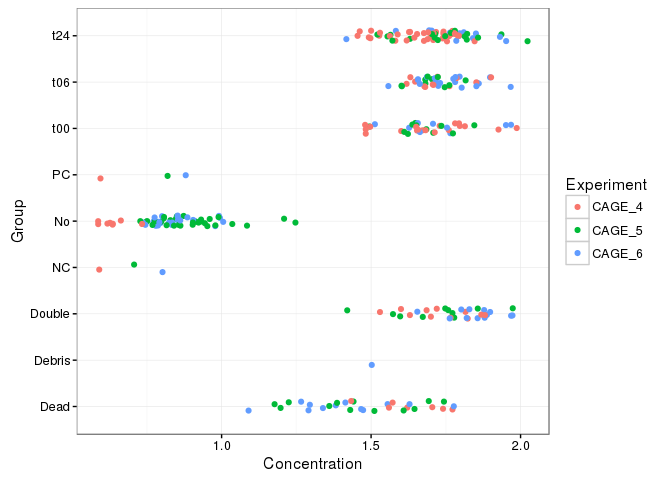 t24
t06
t00
PC
No
NC
Double
Debris
Dead
Group
1.0
1.5
2.0
Concentration
Experiment
CAGE_4
CAGE_5
CAGE_6